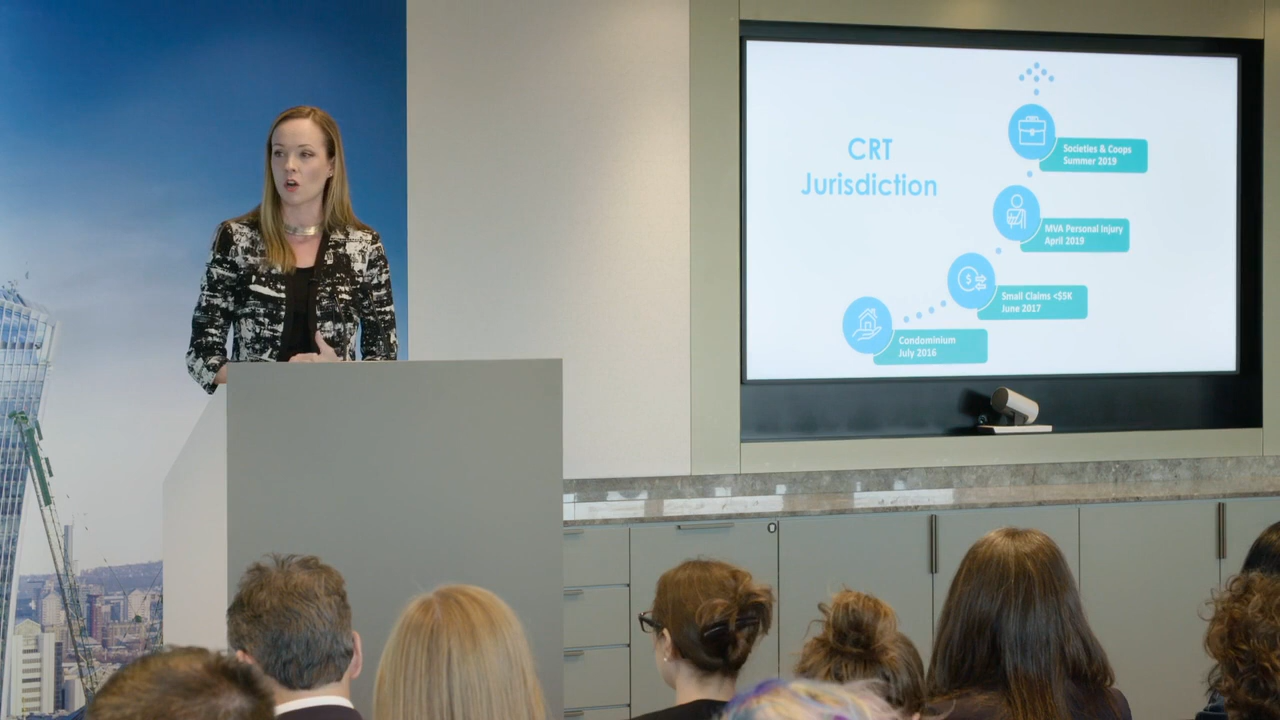 CRT
Jurisdiction
Societies & Coops
Summer 2019
MVA Personal Injury
April 2019
Small Claims <$5K
June 2017
Condominium
July 2016